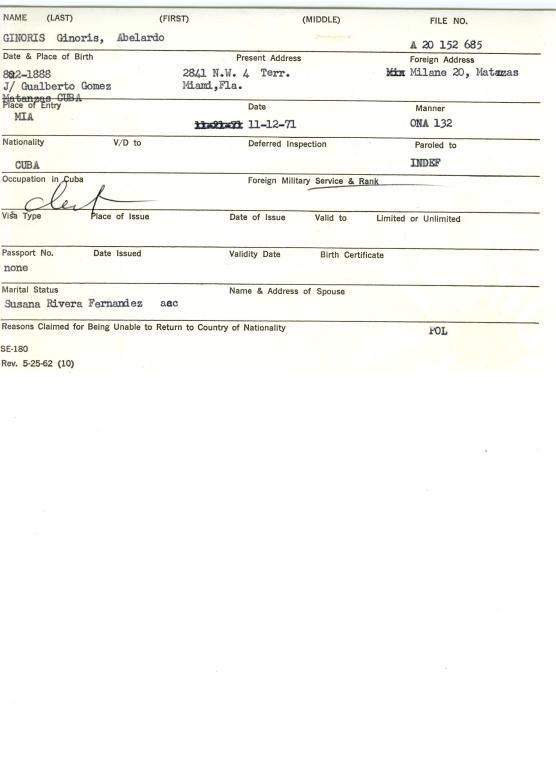 NAME (LAST) (FIRST) (MIDDLE) FILE NO.
GINORIS Ginoris, Abelardo A 20 152 685
Date & Place of Birth Present Address Foreign Address
2-1888 2841 N.W. 4 Terr. Milane 20, Matazas
J/ Gualberto Gomez Miami,Fla.
Matanzas CUBA
Place of Entry Date Manner
MIA 11-12-71 ONA 132
Nationality V/D to Deferred Inspection Paroled to
CUBA INDEF
Occupation in Cuba Foreign Military Service & Rank
Visa Type Place of Issue Date of Issue Valid to Limited or Unlimited
Passport No. Date Issued Validity Date Birth Certificate
none
Marital Status Name & Address of Spouse
Susana Rivera Fernandez aec
Reasons Claimed for Being Unable to Return to Country of Nationality POL
SE-180
Rev. 5-25-62 (10)